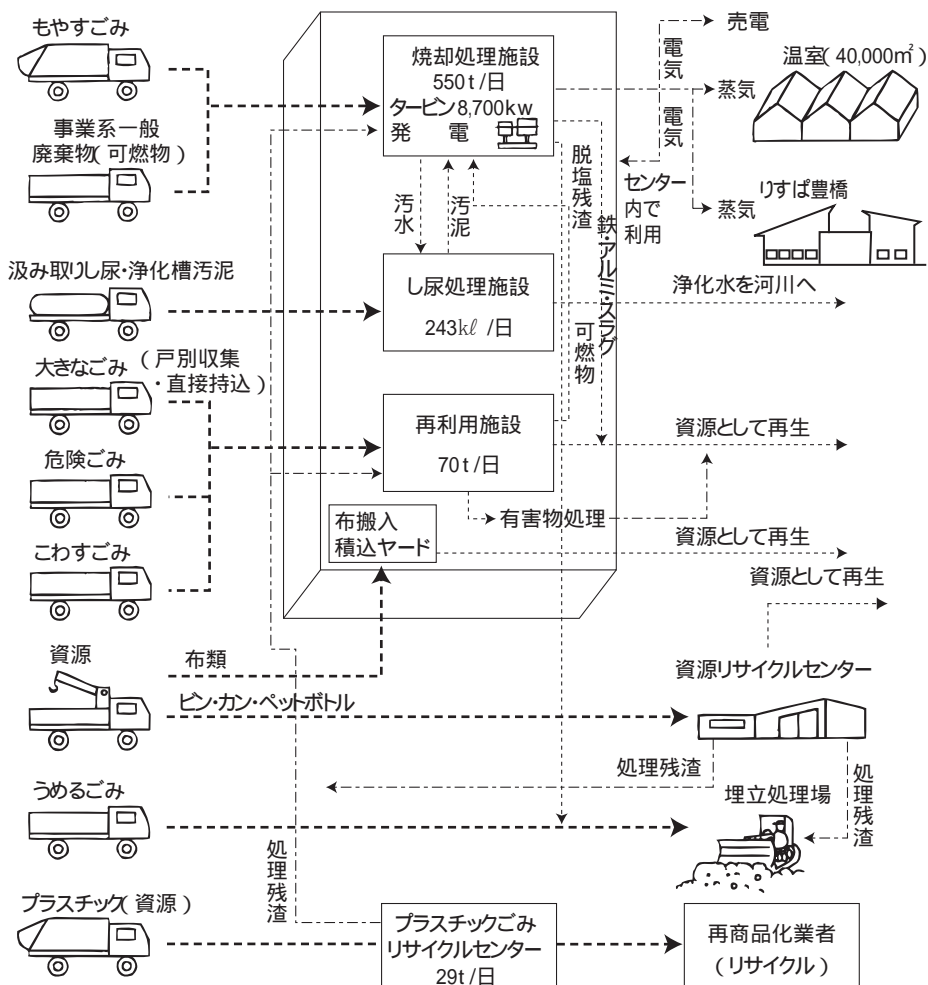 もやすごみ
事業系一般
廃棄物(可燃物)
汲み取りし尿・浄化槽汚泥
大きなごみ
(戸別収集
・直接持込)
危険ごみ
こわすごみ
資源
布類
ビン・カン・ペットボトル
うめるごみ
プラスチック(資源)
焼却処理施設
550t/日
タービン8,700kw
発電
汚水
汚泥
し尿処理施設
243kℓ/日
再利用施設
70t/日
有害物処理
布搬入
積込ヤード
脱塩残渣
可燃物
鉄・アルミ・スラグ
センター
内で
利用
電気
電気
売電
蒸気
温室(40,000㎡)
蒸気
りすぱ豊橋
浄化水を河川へ
資源として再生
資源として再生
資源として再生
資源リサイクルセンター
処理残渣
処理残渣
埋立処理場
処理残渣
プラスチックごみ
リサイクルセンター
29t/日
再商品化業者
(リサイクル)